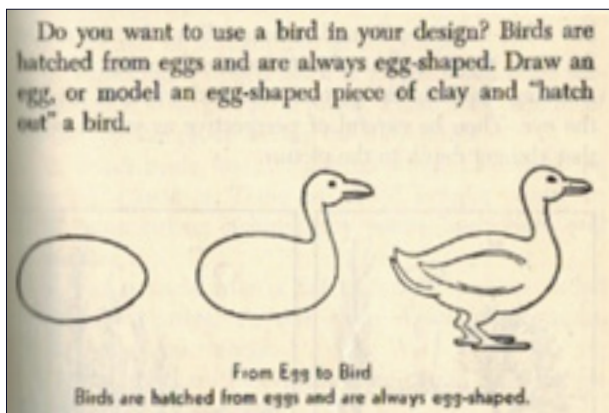 Do you want to use a bird in your design? Birds are
hatched from eggs and are always egg-shaped. Draw an
egg, or model an egg-shaped piece of clay and "hatch
out" a bird.
From Egg to Bird
Birds are hatched from eggs and are always egg-shaped.